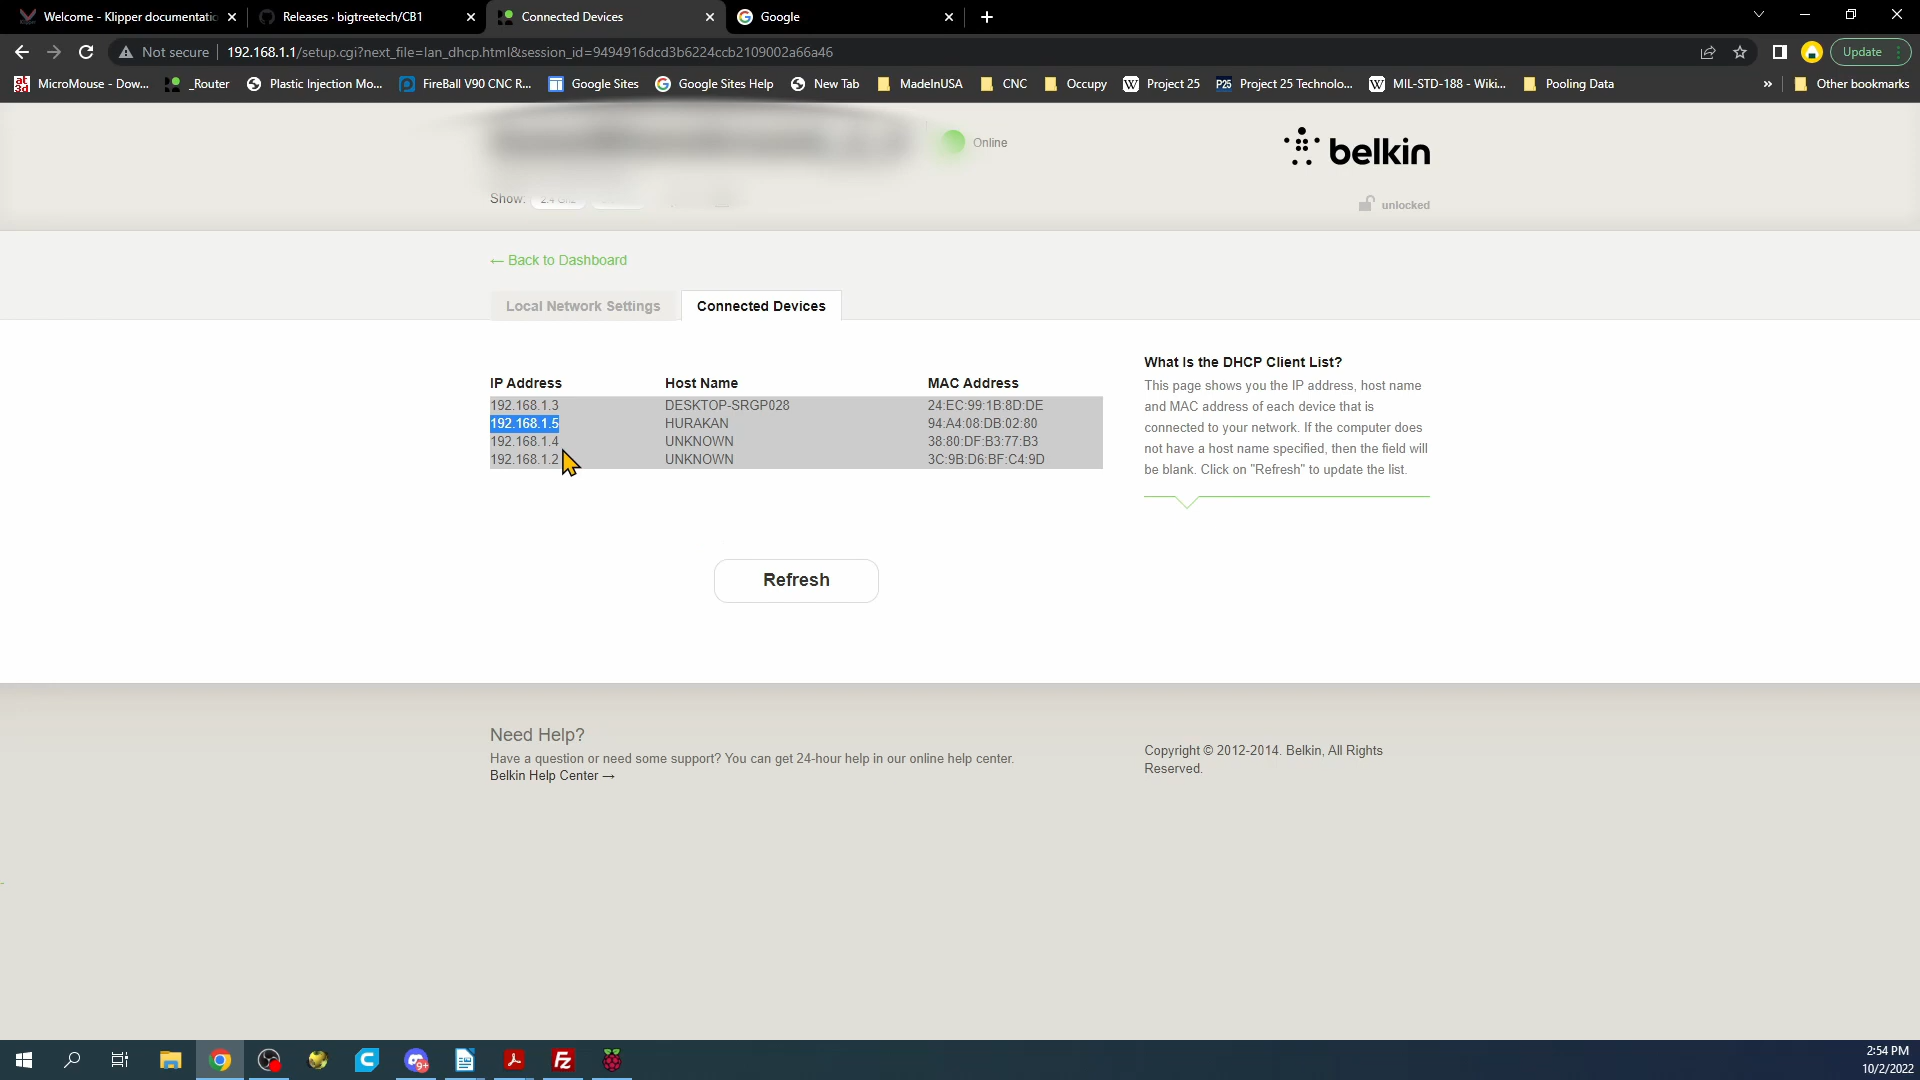 Welcome - Klipper documentatio
Releases · bigtreetech/CB1
Connected Devices
Google
Not secure
192.168.1.1/setup.cgi?next_file=lan_dhcp.html&session_id=9494916dcd3b6224ccb2109002a66a46
Update
MicroMouse - Dow...
_Router
Plastic Injection Mo...
FireBall V90 CNC R...
Google Sites
Google Sites Help
New Tab
MadeInUSA
CNC
Occupy
Project 25
P25 Project 25 Technolo...
MIL-STD-188 - Wiki...
Pooling Data
»
Other bookmarks
Online
belkin
Show:
unlocked
← Back to Dashboard
Local Network Settings
Connected Devices
IP Address Host Name MAC Address
192.168.1.3 DESKTOP-SRGP028 24:EC:99:1B:8D:DE
192.168.1.5 HURAKAN 94:A4:08:DB:02:80
192.168.1.4 UNKNOWN 38:80:DF:B3:77:B3
192.168.1.2 UNKNOWN 3C:9B:D6:BF:C4:9D
What Is the DHCP Client List?
This page shows you the IP address, host name
and MAC address of each device that is
connected to your network. If the computer does
not have a host name specified, then the field will
be blank. Click on "Refresh" to update the list.
Refresh
Need Help?
Have a question or need some support? You can get 24-hour help in our online help center.
Belkin Help Center →
Copyright © 2012-2014. Belkin, All Rights
Reserved.
9+
2:54 PM
10/2/2022